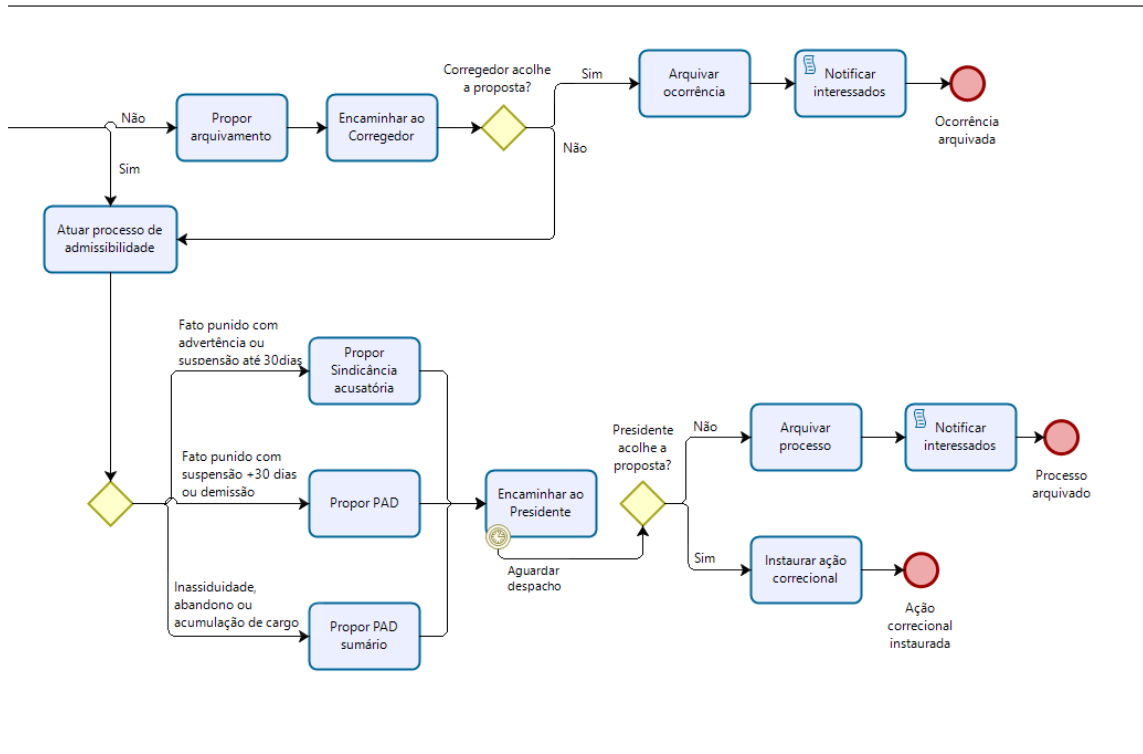 Corregedor acolhe
a proposta?
Sim
Arquivar
ocorrência
Notificar
interessados
Ocorrência
arquivada
Não
Propor
arquivamento
Encaminhar ao
Corregedor
Não
Sim
Atuar processo de
admissibilidade
Fato punido com
advertência ou
suspensão até 30dias
Propor
Sindicância
acusatória
Fato punido com
suspensão +30 dias
ou demissão
Propor PAD
Inassiduidade,
abandono ou
acumulação de cargo
Propor PAD
sumário
Encaminhar ao
Presidente
Aguardar
despacho
Presidente
acolhe a
proposta?
Não
Arquivar
processo
Notificar
interessados
Processo
arquivado
Sim
Instaurar ação
correcional
Ação
correcional
instaurada